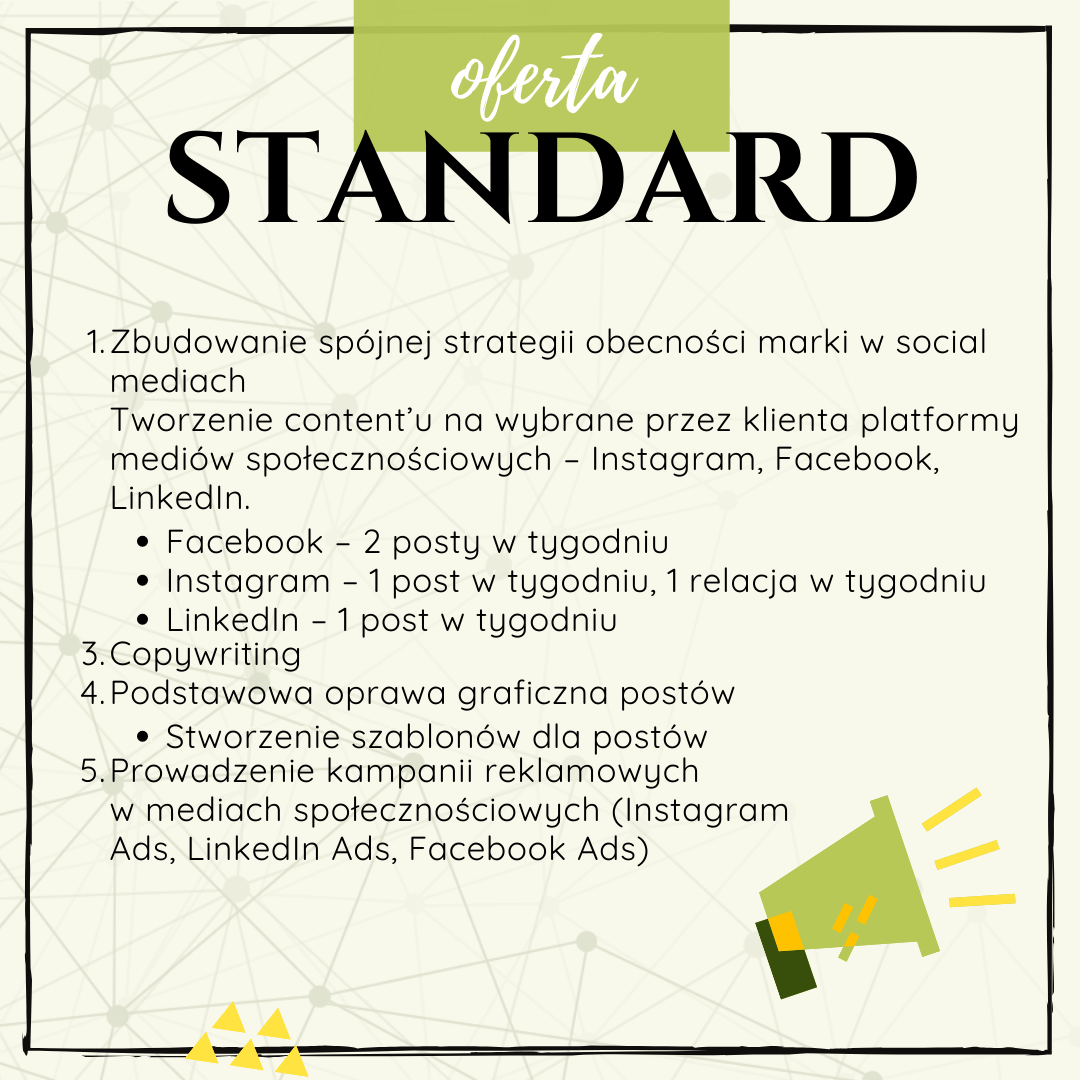 oferta
STANDARD
1. Zbudowanie spójnej strategii obecności marki w social
mediach
Tworzenie content’u na wybrane przez klienta platformy
mediów społecznościowych – Instagram, Facebook,
LinkedIn.
• Facebook – 2 posty w tygodniu
• Instagram – 1 post w tygodniu, 1 relacja w tygodniu
• LinkedIn – 1 post w tygodniu
3. Copywriting
4. Podstawowa oprawa graficzna postów
• Stworzenie szablonów dla postów
5. Prowadzenie kampanii reklamowych
w mediach społecznościowych (Instagram
Ads, LinkedIn Ads, Facebook Ads)